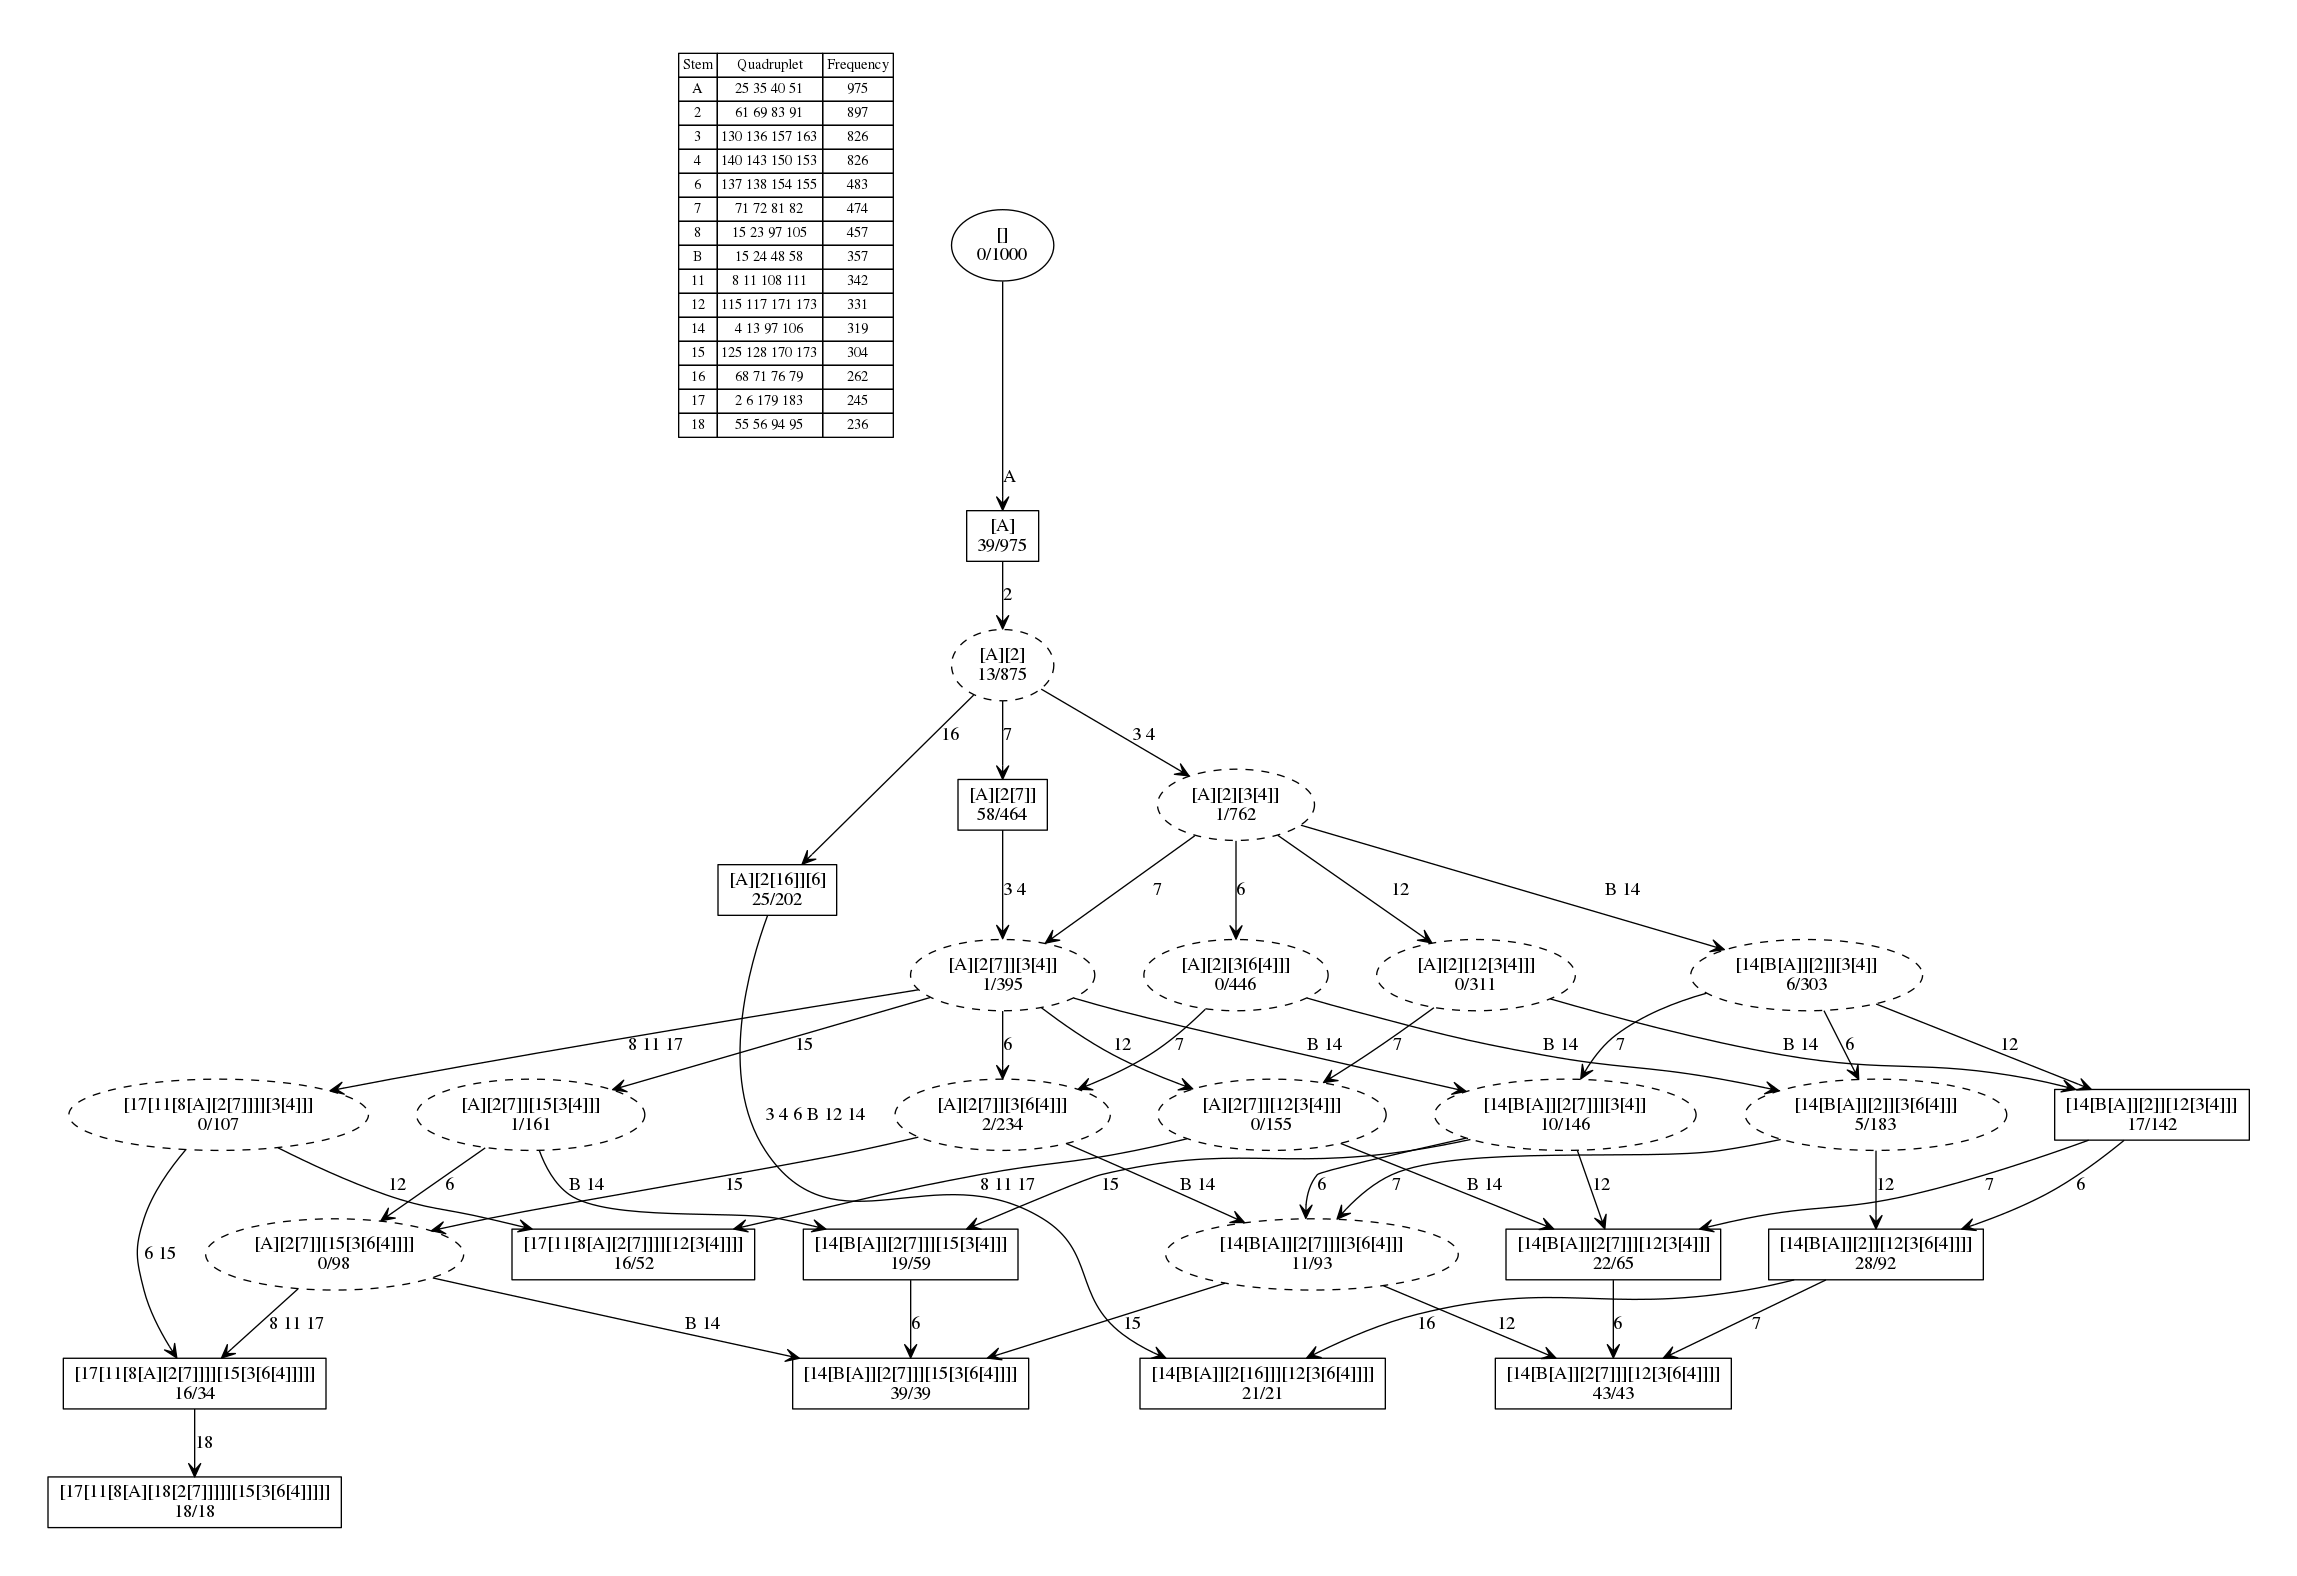 Stem Quadruplet Frequency
A 25 35 40 51 975
2 61 69 83 91 897
3 130 136 157 163 826
4 140 143 150 153 826
6 137 138 154 155 483
7 71 72 81 82 474
8 15 23 97 105 457
B 15 24 48 58 357
11 8 11 108 111 342
12 115 117 171 173 331
14 4 13 97 106 319
15 125 128 170 173 304
16 68 71 76 79 262
17 2 6 179 183 245
18 55 56 94 95 236
[]
0/1000
A
[A]
39/975
2
[A][2]
13/875
16 7 3 4
[A][2[7]]
58/464
[A][2][3[4]]
1/762
[A][2[16]][6]
25/202
3 4 7 6 12 B 14
[A][2[7]][3[4]]
1/395
[A][2][3[6[4]]]
0/446
[A][2][12[3[4]]]
0/311
[14[B[A]][2]][3[4]]
6/303
8 11 17 15 6 12 7 B 14 7 B 14 7 B 14 6 12
[17[11[8[A][2[7]]]][3[4]]]
0/107
[A][2[7]][15[3[4]]]
1/161
3 4 6 B 12 14
[A][2[7]][3[6[4]]]
2/234
[A][2[7]][12[3[4]]]
0/155
[14[B[A]][2[7]]][3[4]]
10/146
[14[B[A]][2]][3[6[4]]]
5/183
[14[B[A]][2]][12[3[4]]]
17/142
12 6 B 14 15 8 11 17 15 B 14 6 7 B 14 12 12 7 6
6 15
[A][2[7]][15[3[6[4]]]]
0/98
[17[11[8[A][2[7]]]][12[3[4]]]]
16/52
[14[B[A]][2[7]]][15[3[4]]]
19/59
[14[B[A]][2[7]]][3[6[4]]]
11/93
[14[B[A]][2[7]]][12[3[4]]]
22/65
[14[B[A]][2]][12[3[6[4]]]]
28/92
8 11 17 B 14 6 15 16 12 6 7
[17[11[8[A][2[7]]]][15[3[6[4]]]]]
16/34
[14[B[A]][2[7]]][15[3[6[4]]]]
39/39
[14[B[A]][2[16]]][12[3[6[4]]]]
21/21
[14[B[A]][2[7]]][12[3[6[4]]]]
43/43
18
[17[11[8[A][18[2[7]]]]][15[3[6[4]]]]]
18/18